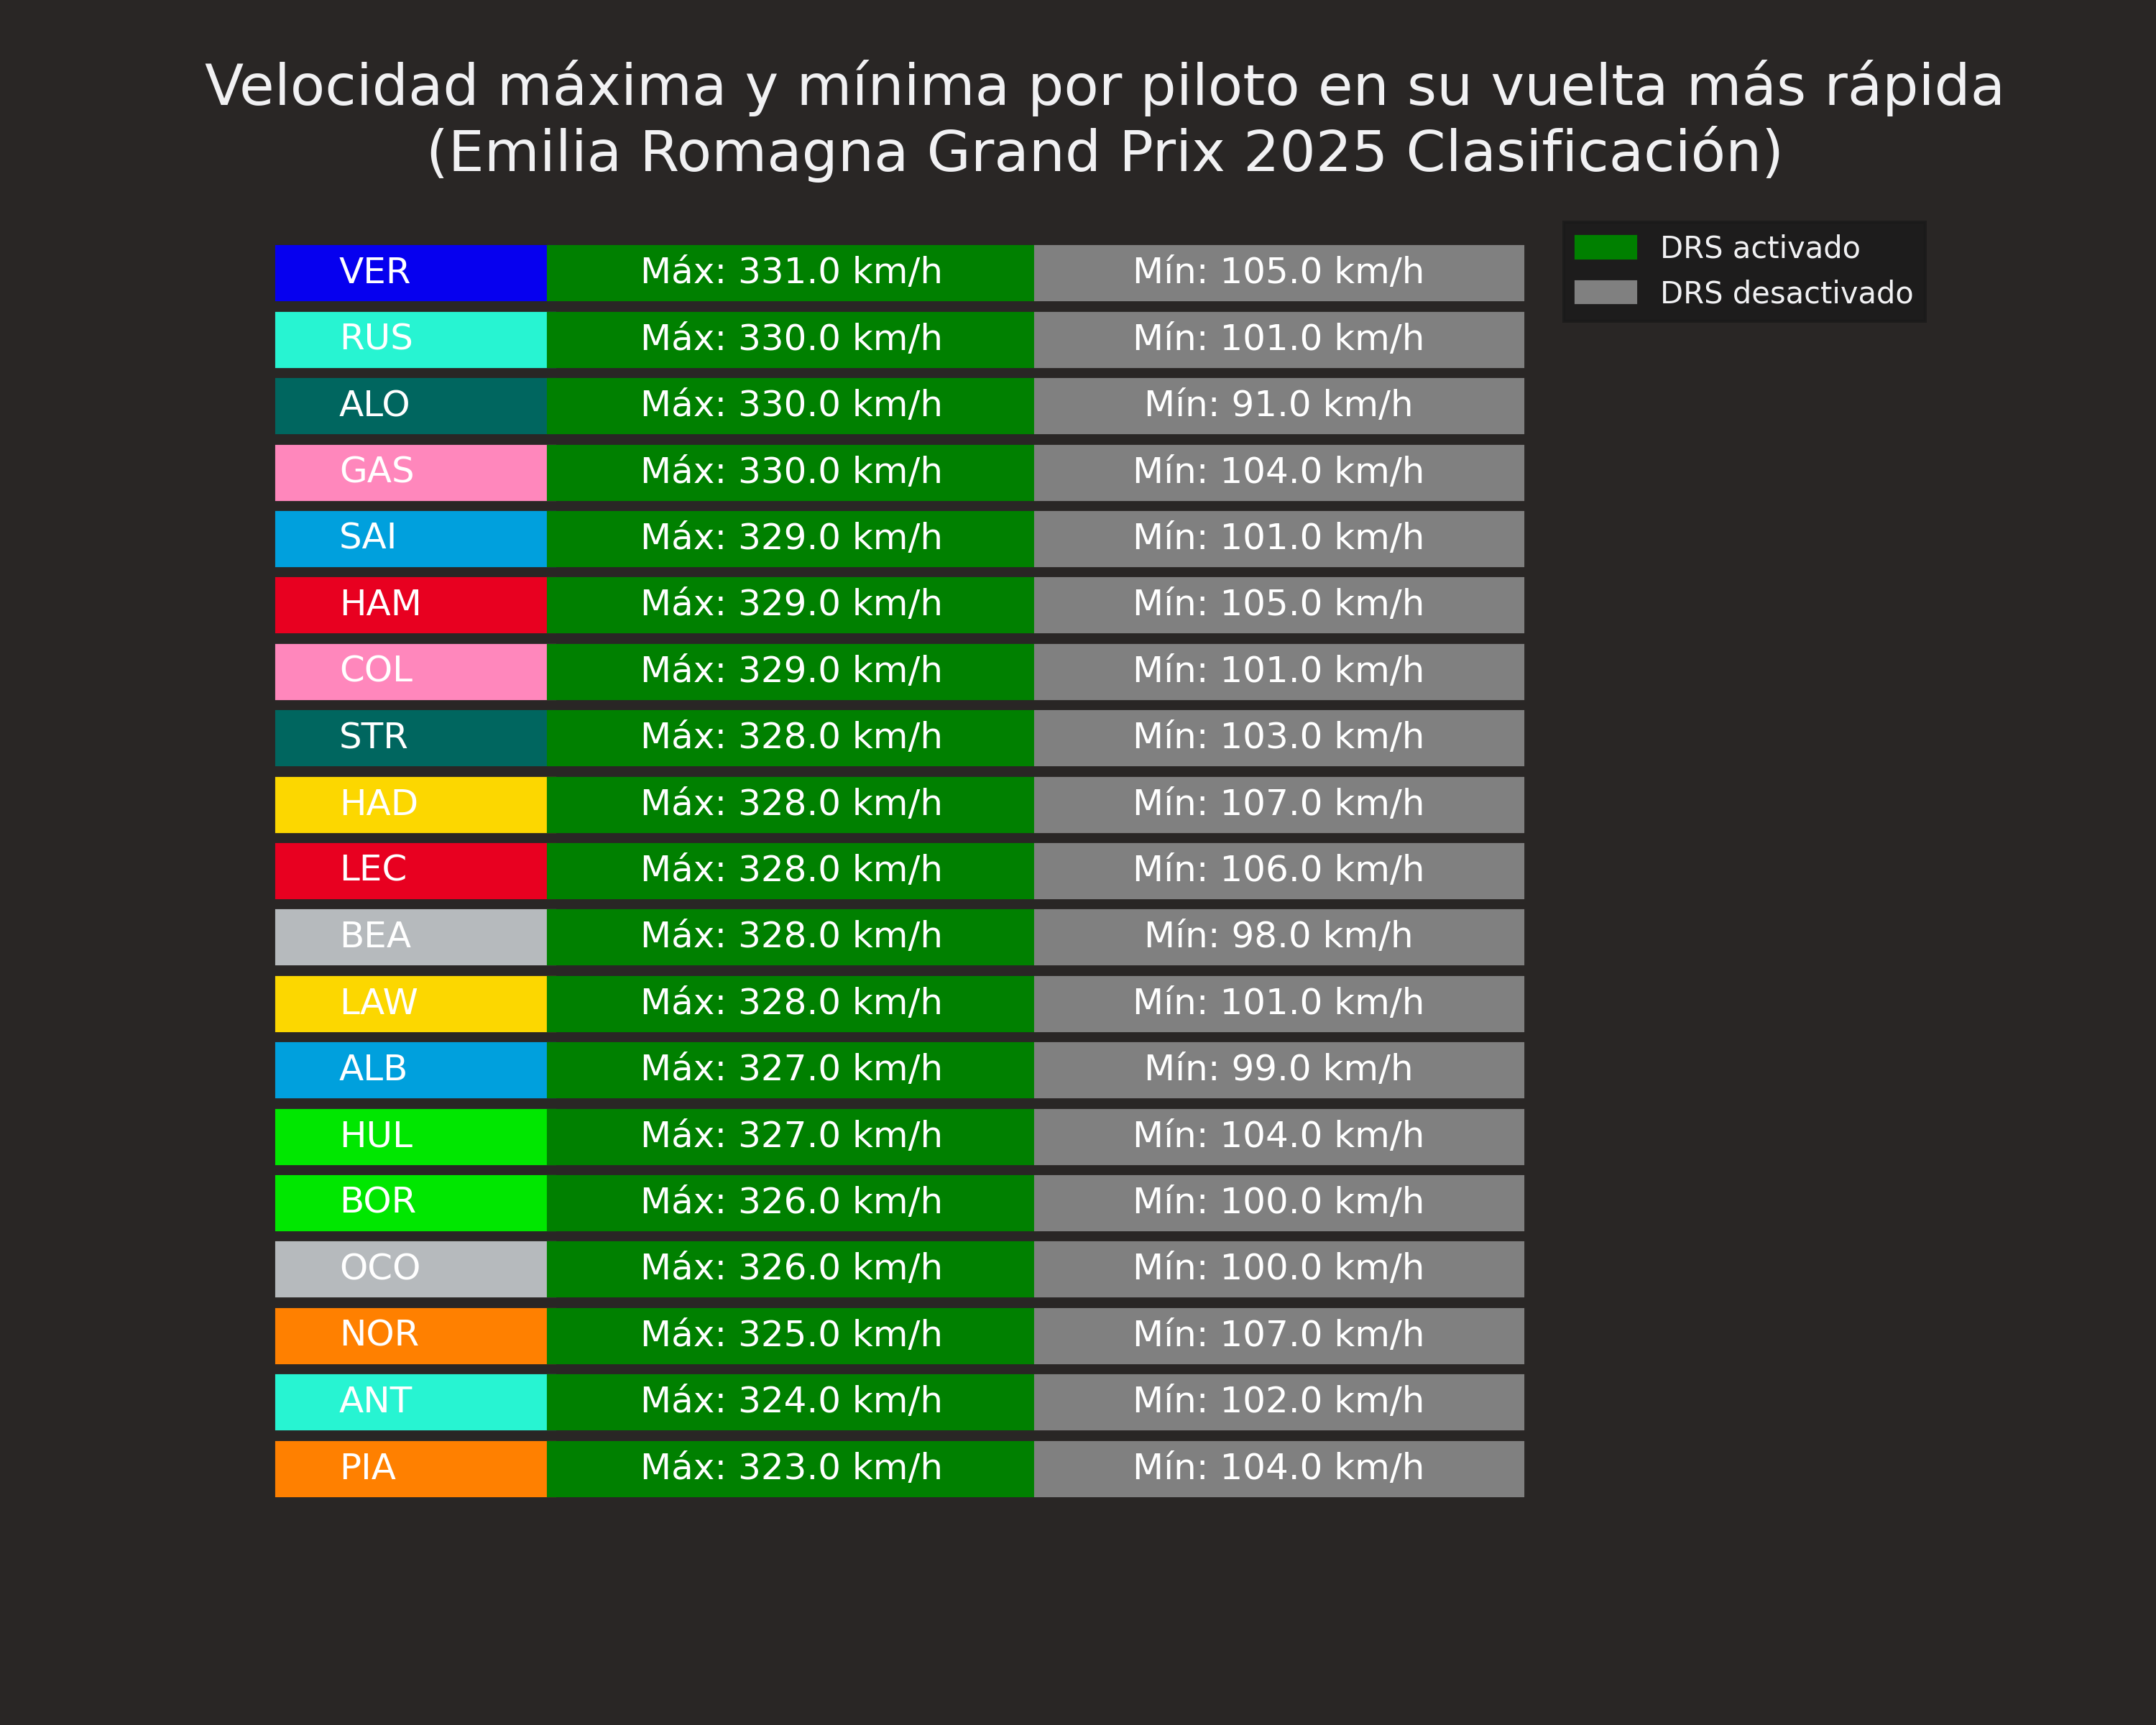 Velocidad máxima y mínima por piloto en su vuelta más rápida
(Emilia Romagna Grand Prix 2025 Clasificación)
DRS activado
DRS desactivado
VER Máx: 331.0 km/h Mín: 105.0 km/h
RUS Máx: 330.0 km/h Mín: 101.0 km/h
ALO Máx: 330.0 km/h Mín: 91.0 km/h
GAS Máx: 330.0 km/h Mín: 104.0 km/h
SAI Máx: 329.0 km/h Mín: 101.0 km/h
HAM Máx: 329.0 km/h Mín: 105.0 km/h
COL Máx: 329.0 km/h Mín: 101.0 km/h
STR Máx: 328.0 km/h Mín: 103.0 km/h
HAD Máx: 328.0 km/h Mín: 107.0 km/h
LEC Máx: 328.0 km/h Mín: 106.0 km/h
BEA Máx: 328.0 km/h Mín: 98.0 km/h
LAW Máx: 328.0 km/h Mín: 101.0 km/h
ALB Máx: 327.0 km/h Mín: 99.0 km/h
HUL Máx: 327.0 km/h Mín: 104.0 km/h
BOR Máx: 326.0 km/h Mín: 100.0 km/h
OCO Máx: 326.0 km/h Mín: 100.0 km/h
NOR Máx: 325.0 km/h Mín: 107.0 km/h
ANT Máx: 324.0 km/h Mín: 102.0 km/h
PIA Máx: 323.0 km/h Mín: 104.0 km/h